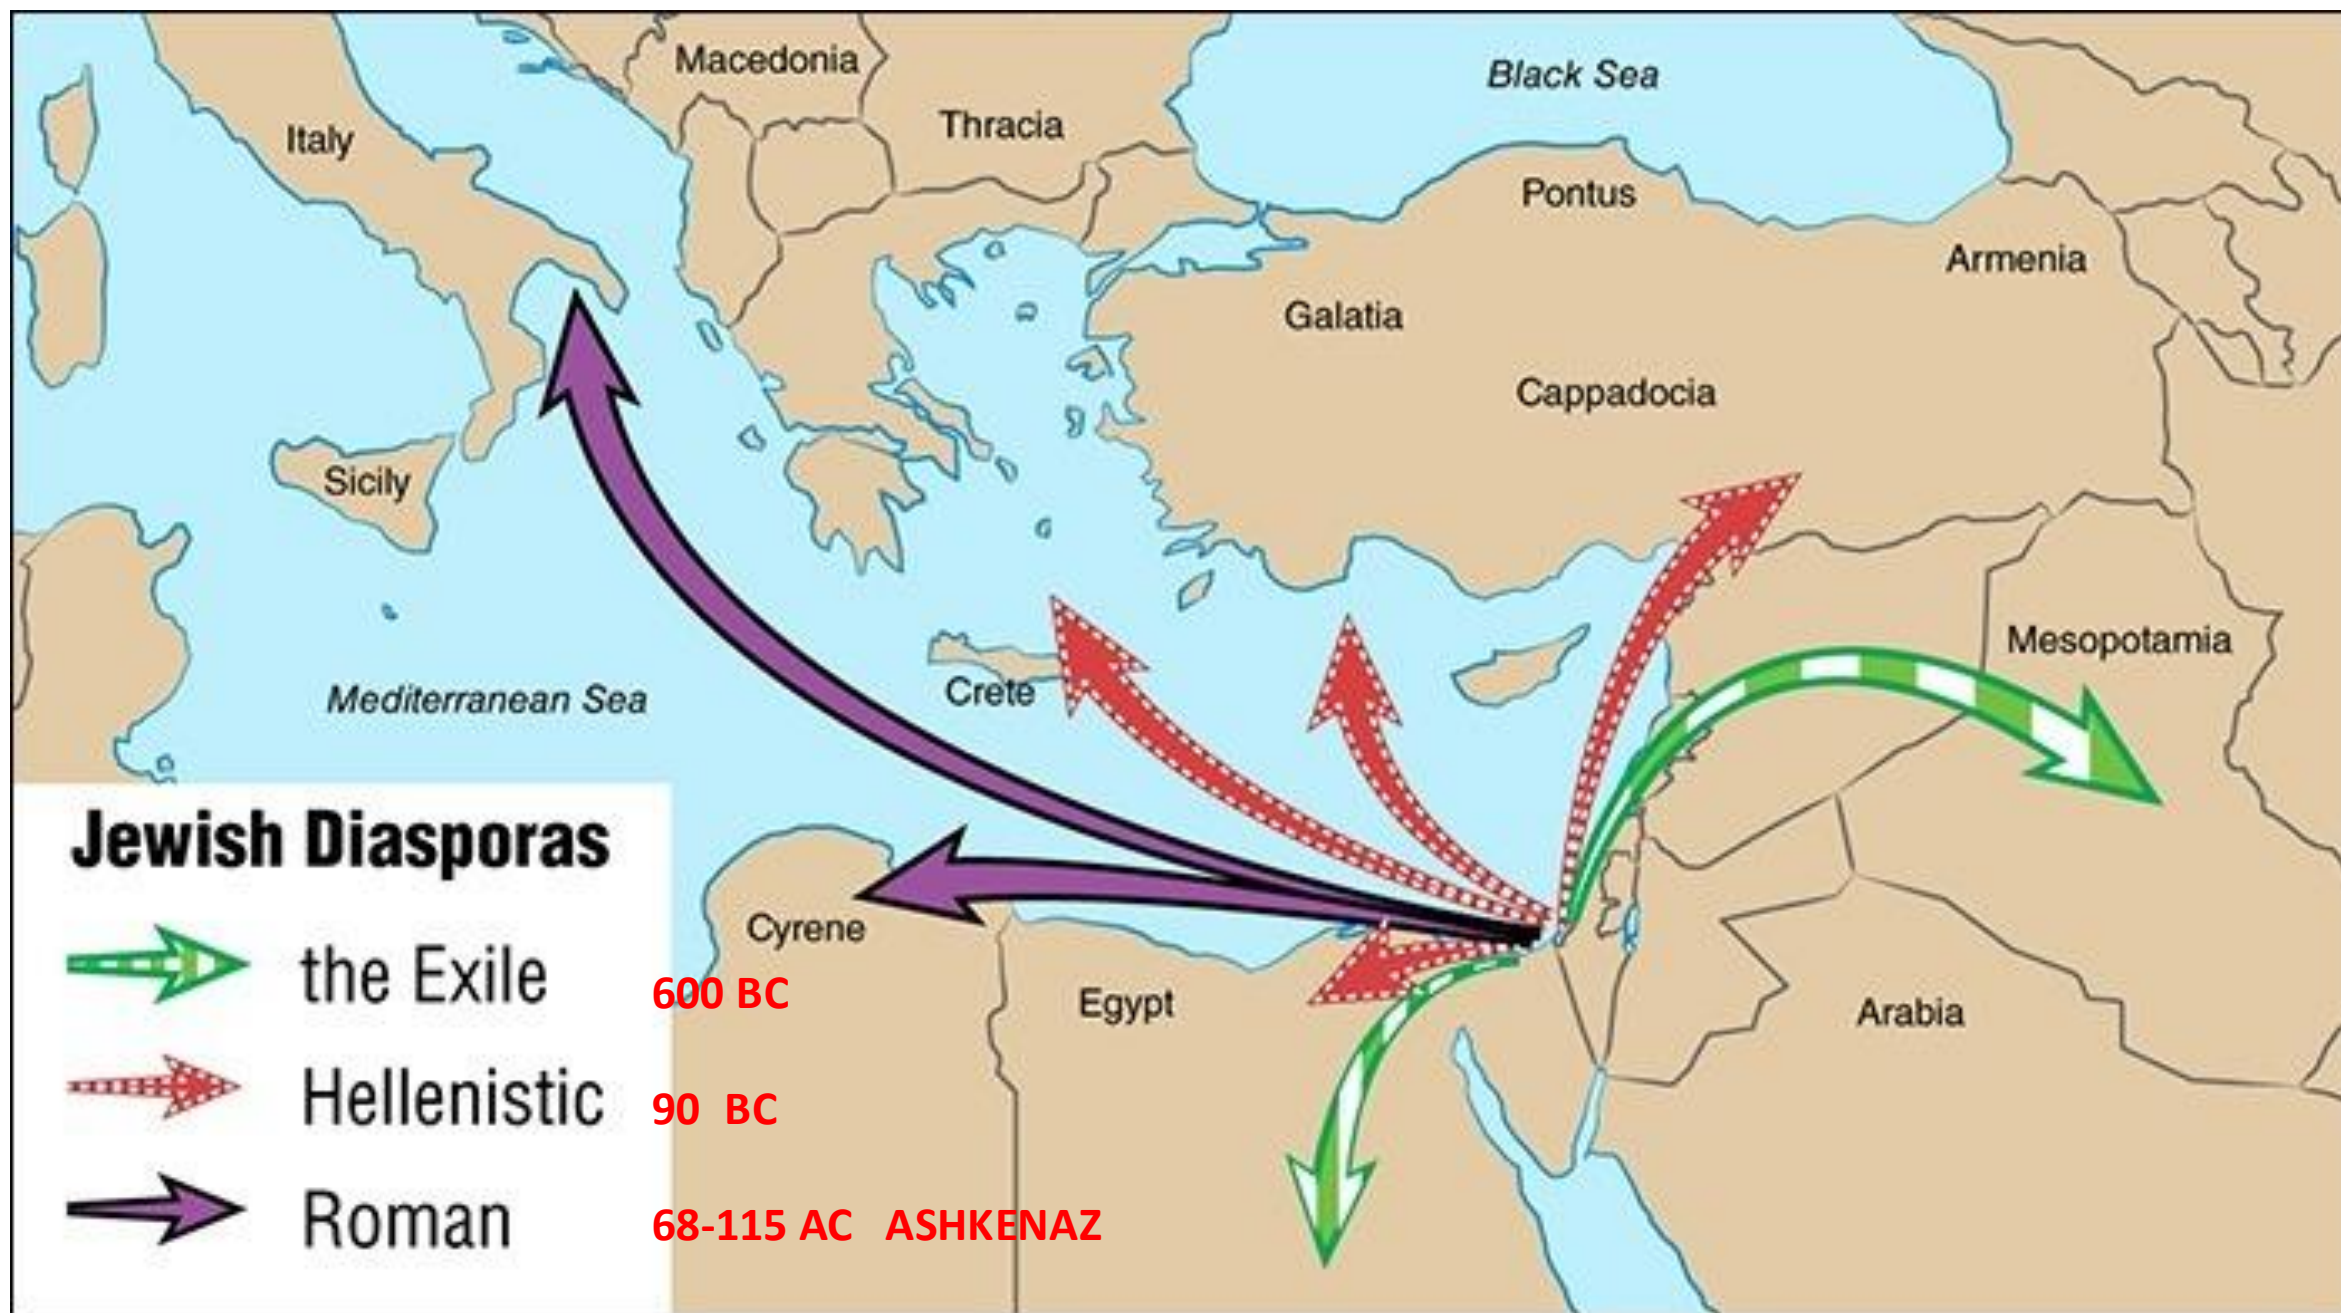 Macedonia
Black Sea
Thracia
Italy
Pontus
Armenia
Galatia
Cappadocia
Sicily
Mesopotamia
Crete
Mediterranean Sea
Cyrene
Egypt
Arabia
Jewish Diasporas
the Exile 600 BC
Hellenistic 90 BC
Roman 68-115 AC ASHKENAZ